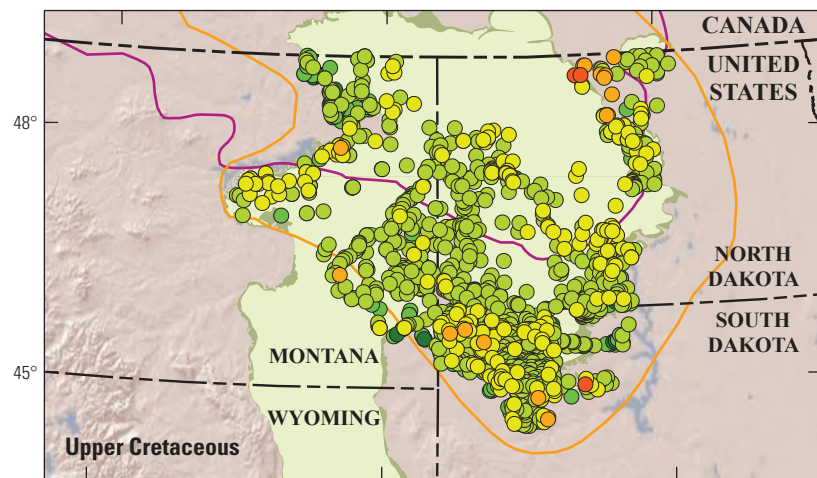 CANADA
UNITED
STATES
48°
NORTH
DAKOTA
SOUTH
DAKOTA
MONTANA
45°
WYOMING
Upper Cretaceous